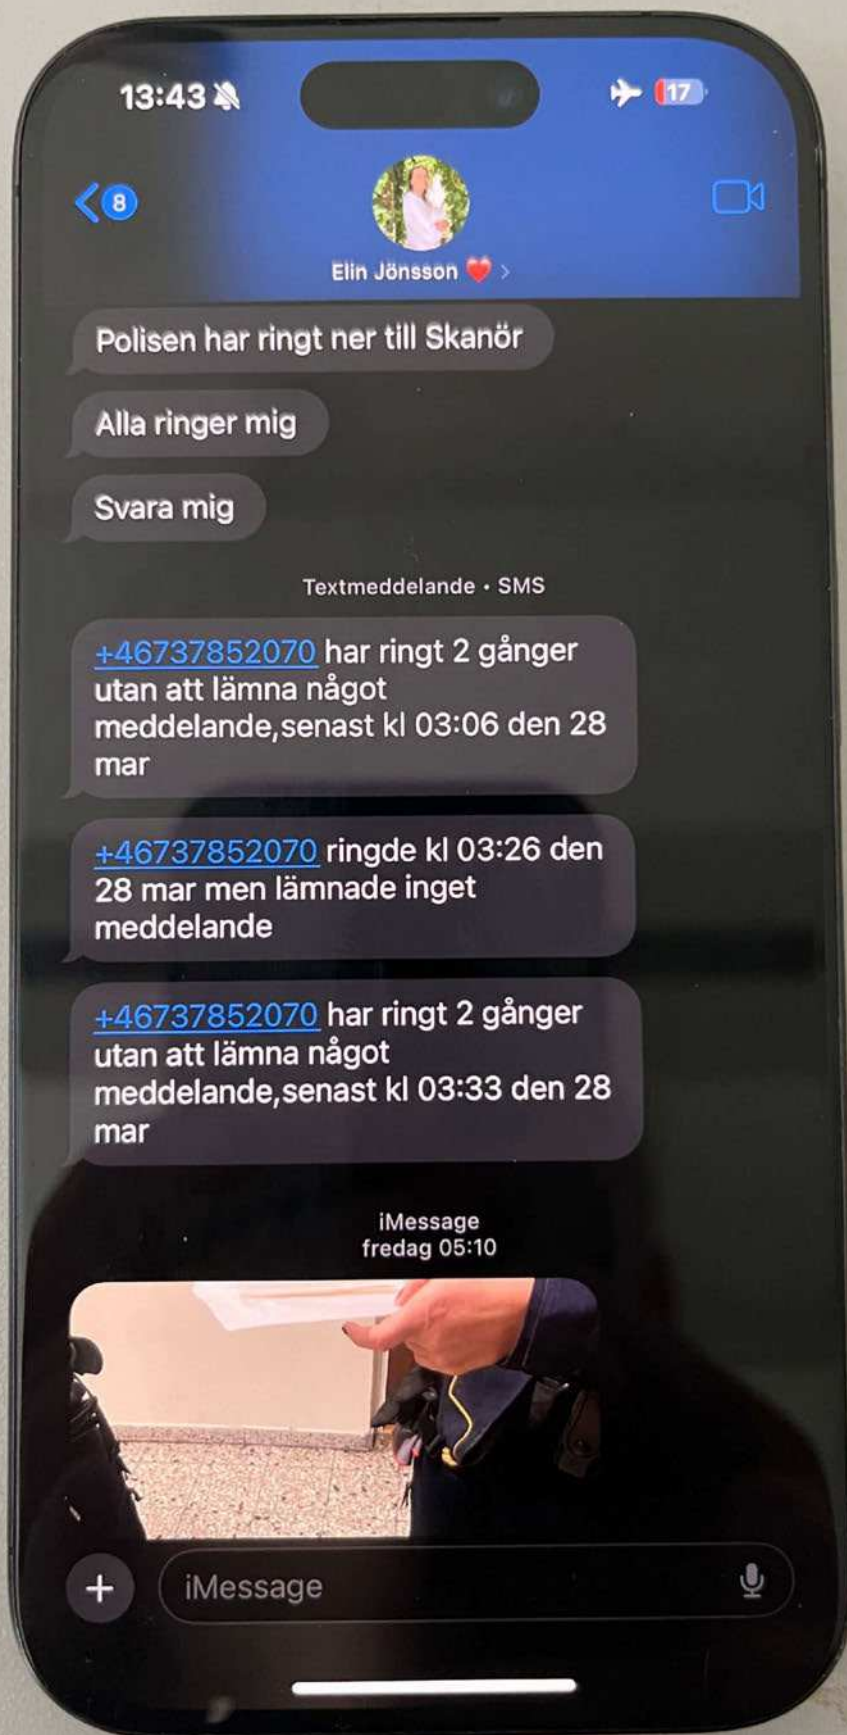 13:43
17
8
Elin Jönsson ❤️ >
Polisen har ringt ner till Skanör
Alla ringer mig
Svara mig
Textmeddelande • SMS
+46737852070 har ringt 2 gånger
utan att lämna något
meddelande,senast kl 03:06 den 28
mar
+46737852070 ringde kl 03:26 den
28 mar men lämnade inget
meddelande
+46737852070 har ringt 2 gånger
utan att lämna något
meddelande,senast kl 03:33 den 28
mar
iMessage
fredag 05:10
iMessage